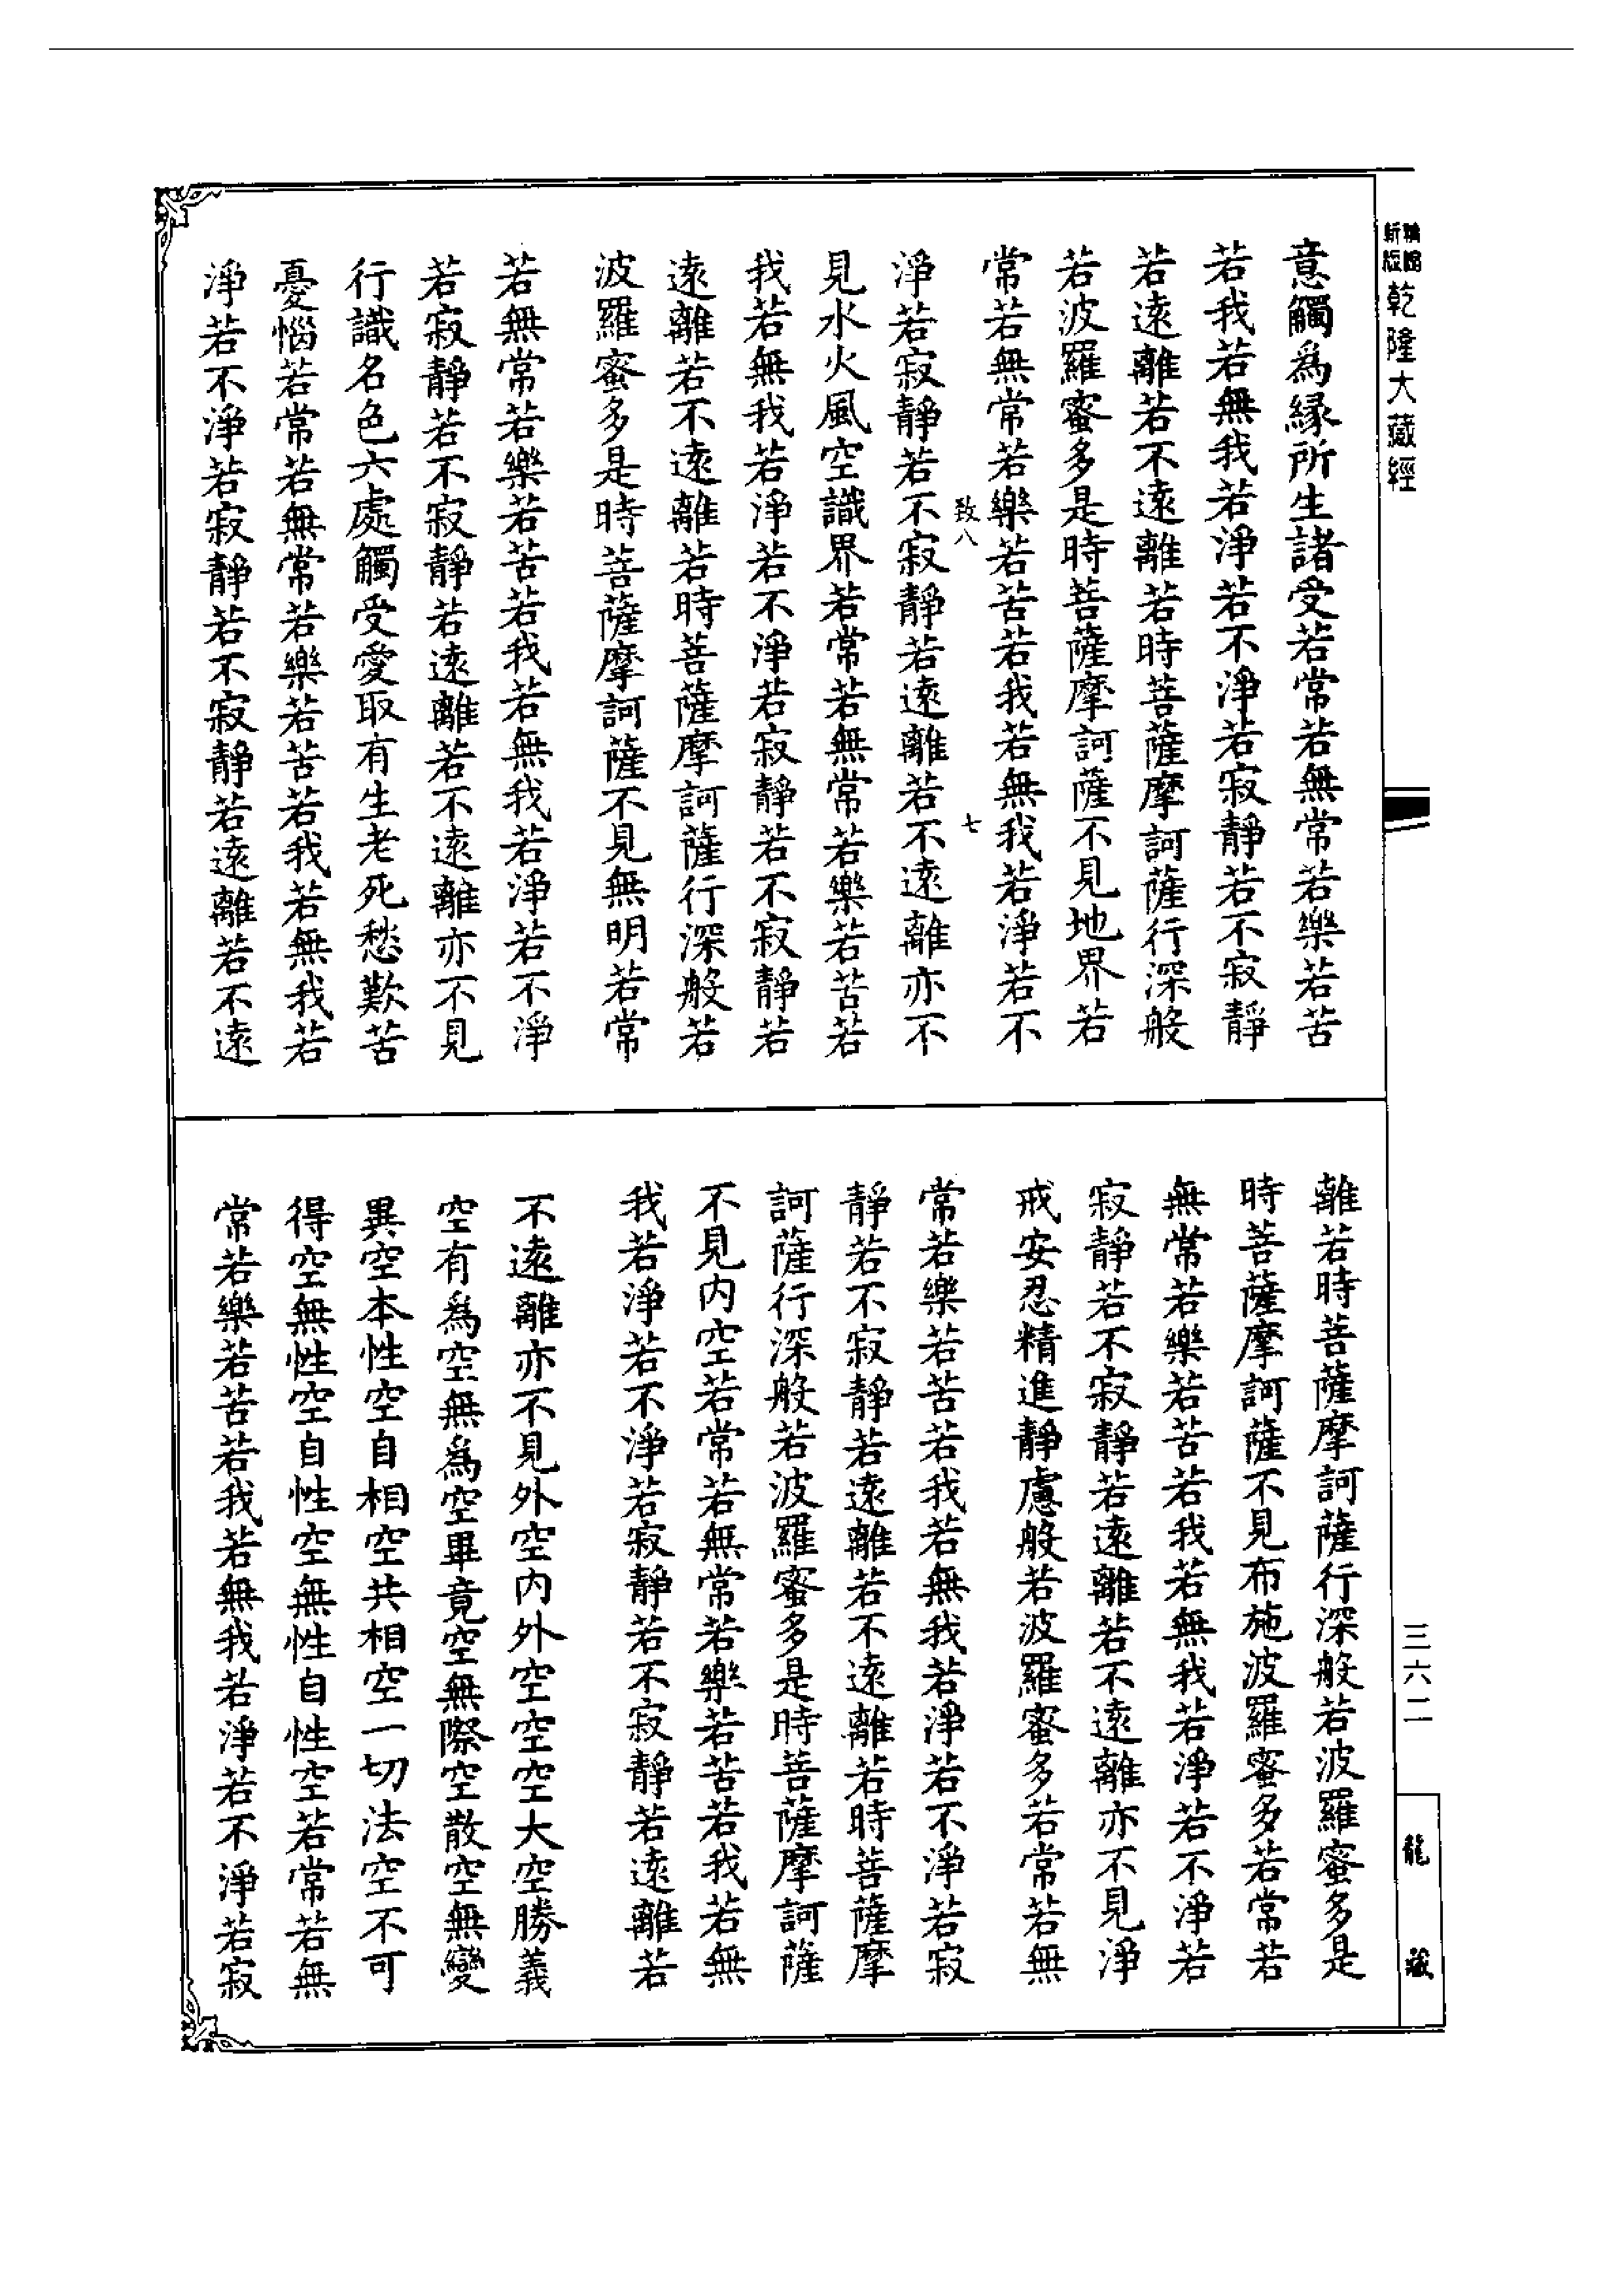 新版
乾隆大藏經
意觸爲緣所生諸受若常若無常若樂若苦
若我若無我若淨若不淨若寂靜若不寂靜
若遠離若不遠離若時菩薩摩訶薩行深般
若波羅蜜多是時菩薩摩訶薩不見地界若
常若無常若樂若苦若我若無我若淨若不
致八
七
淨若寂靜若不寂靜若遠離若不遠離亦不
見水火風空識界若常若無常若樂若苦若
我若無我若淨若不淨若寂靜若不寂靜若
遠離若不遠離若時菩薩摩訶薩行深般若
波羅蜜多是時菩薩摩訶薩不見無明若常
若無常若樂若苦若我若無我若淨若不淨
若寂靜若不寂靜若遠離若不遠離亦不見
行識名色六處觸受愛取有生老死愁歎苦
憂惱若常若無常若樂若苦若我若無我若
淨若不淨若寂靜若不寂靜若遠離若不遠
離若時菩薩摩訶薩行深般若波羅蜜多是
時菩薩摩訶薩不見布施波羅蜜多若常若
無常若樂若苦若我若無我若淨若不淨若
寂靜若不寂靜若遠離若不遠離亦不見淨
戒安忍精進靜慮般若波羅蜜多若常若無
常若樂若苦若我若無我若淨若不淨若寂
靜若不寂靜若遠離若不遠離若時菩薩摩
訶薩行深般若波羅蜜多是時菩薩摩訶薩
不見內空若常若無常若樂若苦若我若無
我若淨若不淨若寂靜若不寂靜若遠離若
不遠離亦不見外空內外空空空大空勝義
空有爲空無爲空畢竟空無際空散空無變
異空本性空自相空共相空一切法空不可
得空無性空自性空無性自性空若常若無
常若樂若苦若我若無我若淨若不淨若寂
三六二
龍藏